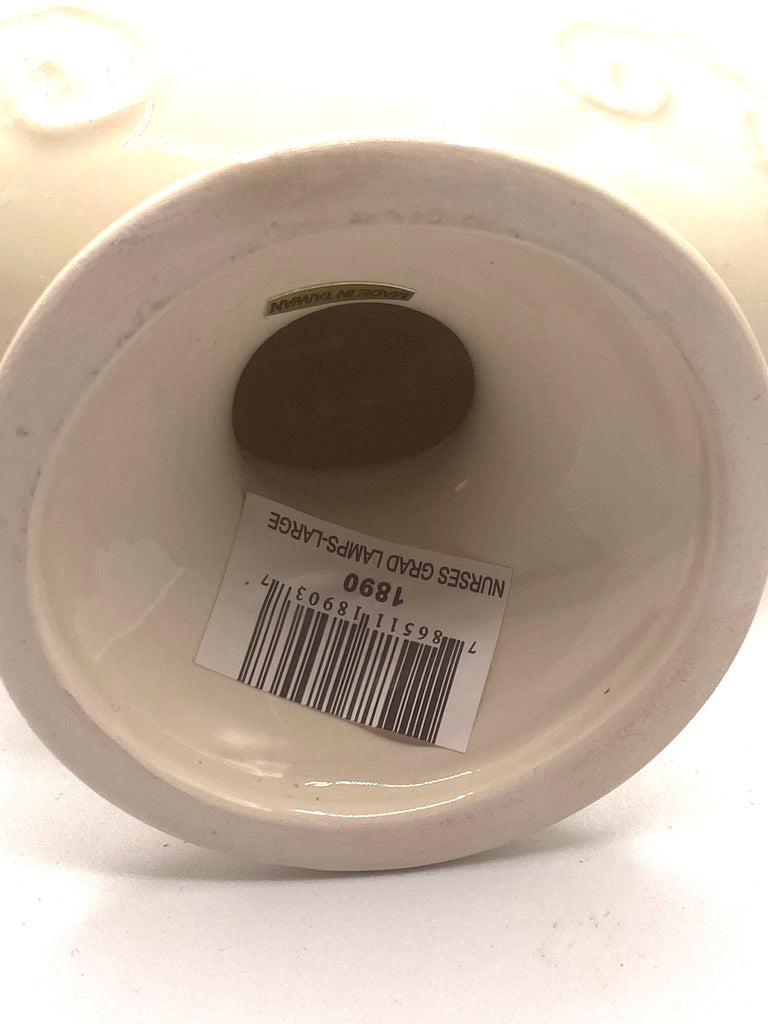 MADE IN TAIWAN
NURSES GRAD LAMPS-LARGE
1890
7 86511 18903 7